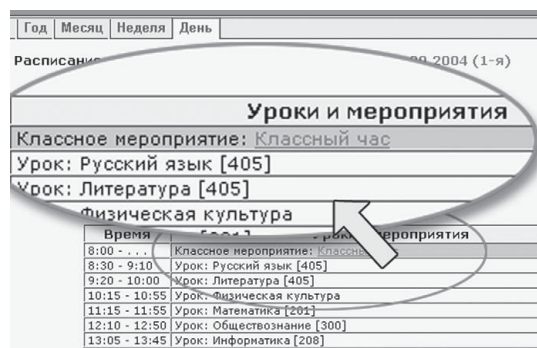 Год Месяц Неделя День
Расписание 2004 (1-я)
Уроки и мероприятия
Классное мероприятие: Классный час
Урок: Русский язык [405]
Урок: Литература [405]
Физическая культура
Время мероприятия
8:00 - ... Классное мероприятие:
8:30 - 9:10 Урок: Русский язык [405]
9:20 - 10:00 Урок: Литература [405]
10:15 - 10:55 Урок: Физическая культура
11:15 - 11:55 Урок: Математика [201]
12:10 - 12:50 Урок: Обществознание [300]
13:05 - 13:45 Урок: Информатика [208]